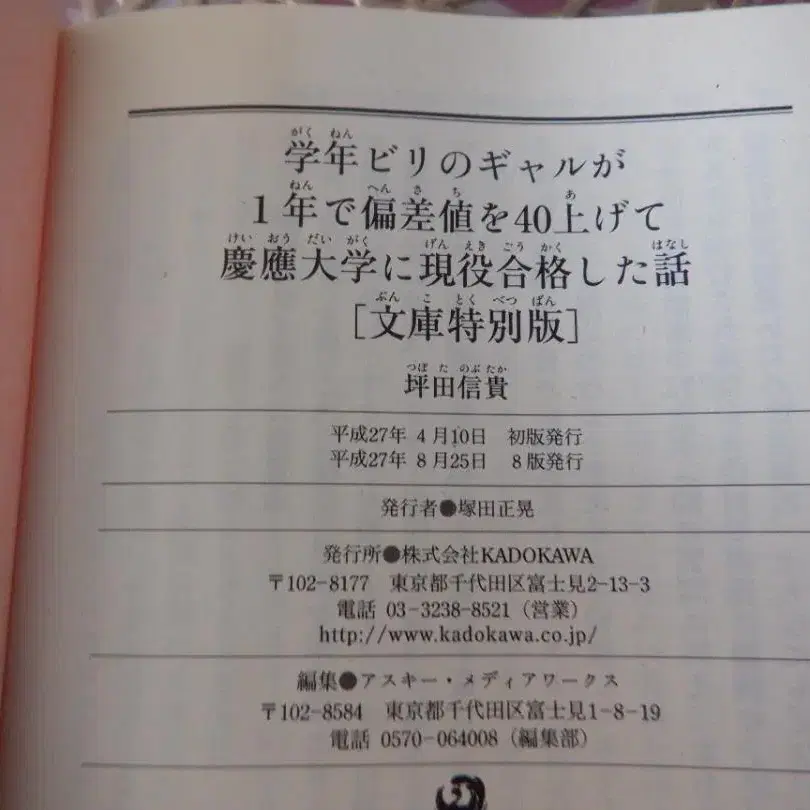 学年ビリのギャルが
1年で偏差値を40上げて
慶應大学に現役合格した話
[文庫特別版]
坪田信貴
平成27年 4月10日　初版発行
平成27年 8月25日　8版発行
発行者●塚田正晃
発行所●株式会社KADOKAWA
〒102-8177　東京都千代田区富士見2-13-3
電話 03-3238-8521（営業）
http://www.kadokawa.co.jp/
編集●アスキー・メディアワークス
〒102-8584　東京都千代田区富士見1-8-19
電話 0570-064008（編集部）